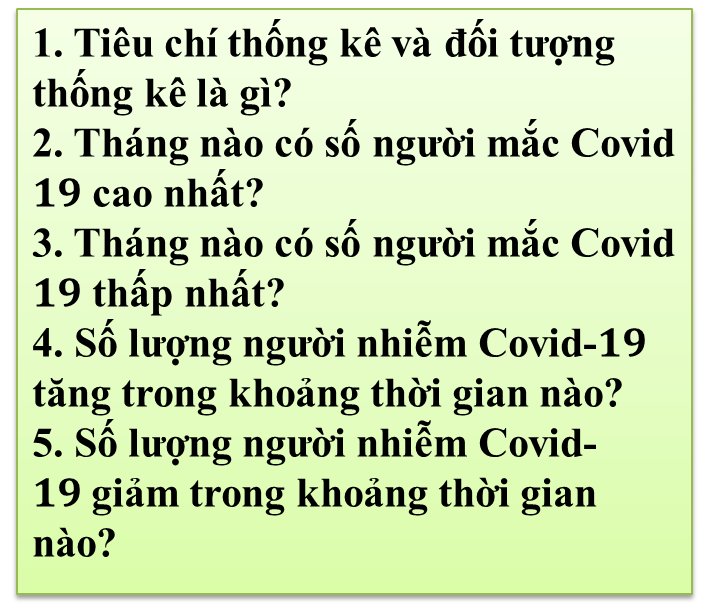 1. Tiêu chí thống kê và đối tượng
thống kê là gì?
2. Tháng nào có số người mắc Covid
19 cao nhất?
3. Tháng nào có số người mắc Covid
19 thấp nhất?
4. Số lượng người nhiễm Covid-19
tăng trong khoảng thời gian nào?
5. Số lượng người nhiễm Covid-
19 giảm trong khoảng thời gian
nào?